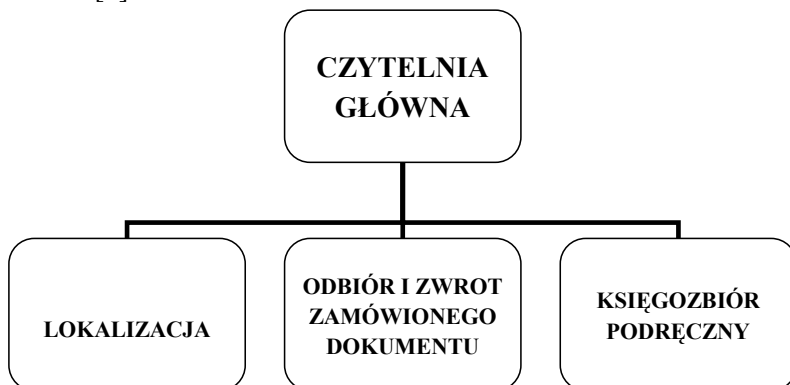 CZYTELNIA
GŁÓWNA
LOKALIZACJA
ODBIÓR I ZWROT
ZAMÓWIONEGO
DOKUMENTU
KSIĘGOZBIÓR
PODRĘCZNY